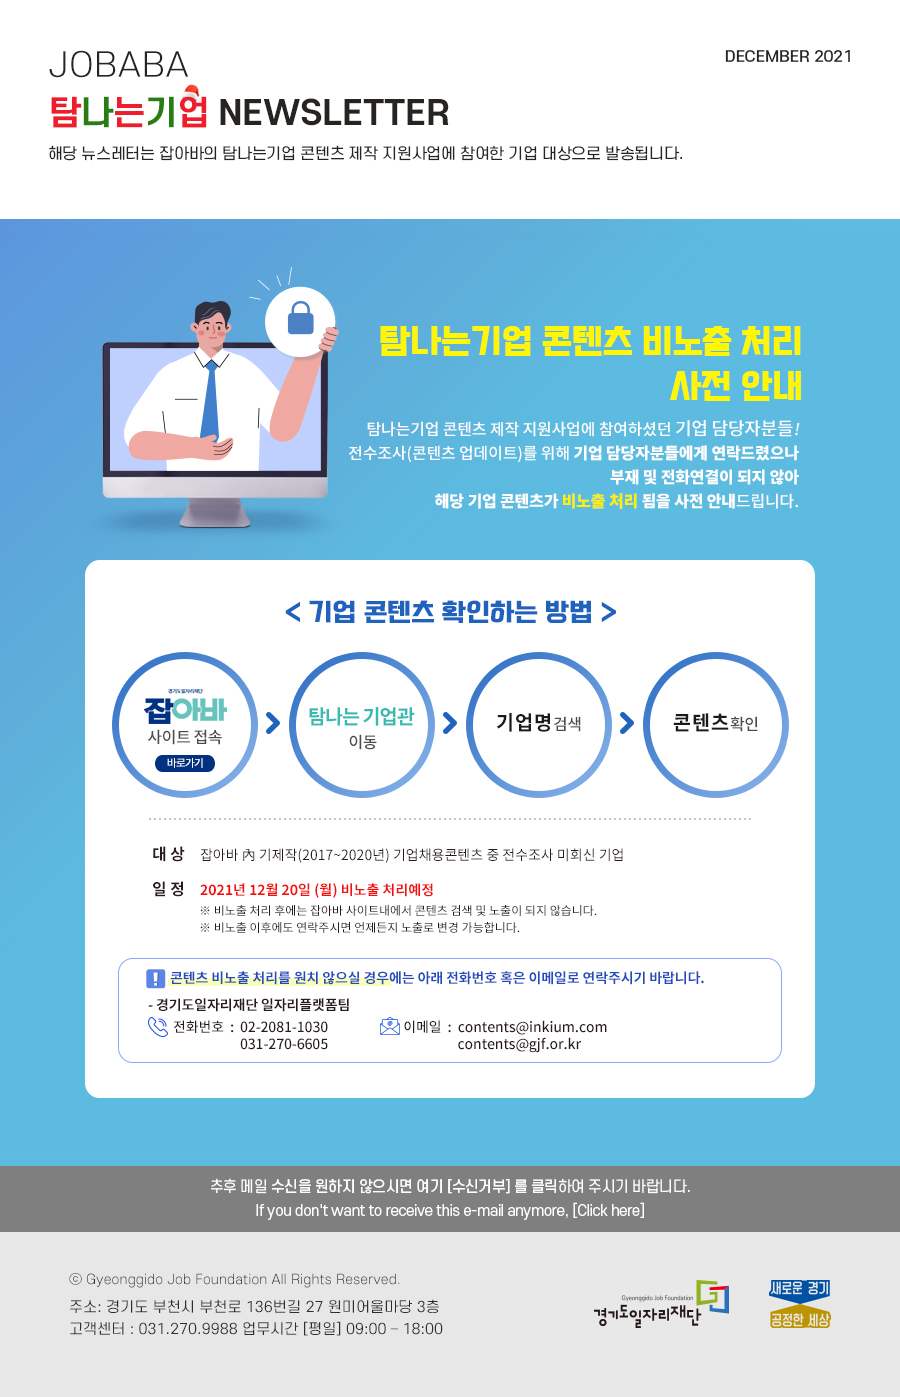 JOBABA
DECEMBER 2021
탐나는기업 NEWSLETTER
해당 뉴스레터는 잡아바의 탐나는기업 콘텐츠 제작 지원사업에 참여한 기업 대상으로 발송됩니다.
탐나는기업 콘텐츠 비노출 처리
사전 안내
탐나는기업 콘텐츠 제작 지원사업에 참여하셨던 기업 담당자분들!
전수조사(콘텐츠 업데이트)를 위해 기업 담당자분들에게 연락드렸으나
부재 및 전화연결이 되지 않아
해당 기업 콘텐츠가 비노출 처리 됨을 사전 안내드립니다.
< 기업 콘텐츠 확인하는 방법 >
경기도일자리재단
잡아바
사이트 접속
바로가기
탐나는 기업관
이동
기업명검색
콘텐츠확인
대 상 잡아바 內 기제작(2017~2020년) 기업채용콘텐츠 중 전수조사 미회신 기업
일 정 2021년 12월 20일 (월) 비노출 처리예정
※ 비노출 처리 후에는 잡아바 사이트내에서 콘텐츠 검색 및 노출이 되지 않습니다.
※ 비노출 이후에도 연락주시면 언제든지 노출로 변경 가능합니다.
! 콘텐츠 비노출 처리를 원치 않으실 경우에는 아래 전화번호 혹은 이메일로 연락주시기 바랍니다.
- 경기도일자리재단 일자리플랫폼팀
전화번호 : 02-2081-1030
031-270-6605
이메일 : contents@inkium.com
contents@gjf.or.kr
추후 메일 수신을 원하지 않으시면 여기 [수신거부] 를 클릭하여 주시기 바랍니다.
If you don't want to receive this e-mail anymore, [Click here]
ⓒ Gyeonggido Job Foundation All Rights Reserved.
주소: 경기도 부천시 부천로 136번길 27 원미어울마당 3층
고객센터 : 031.270.9988 업무시간 [평일] 09:00 – 18:00
Gyeonggido Job Foundation
경기도일자리재단
새로운 경기
공정한 세상